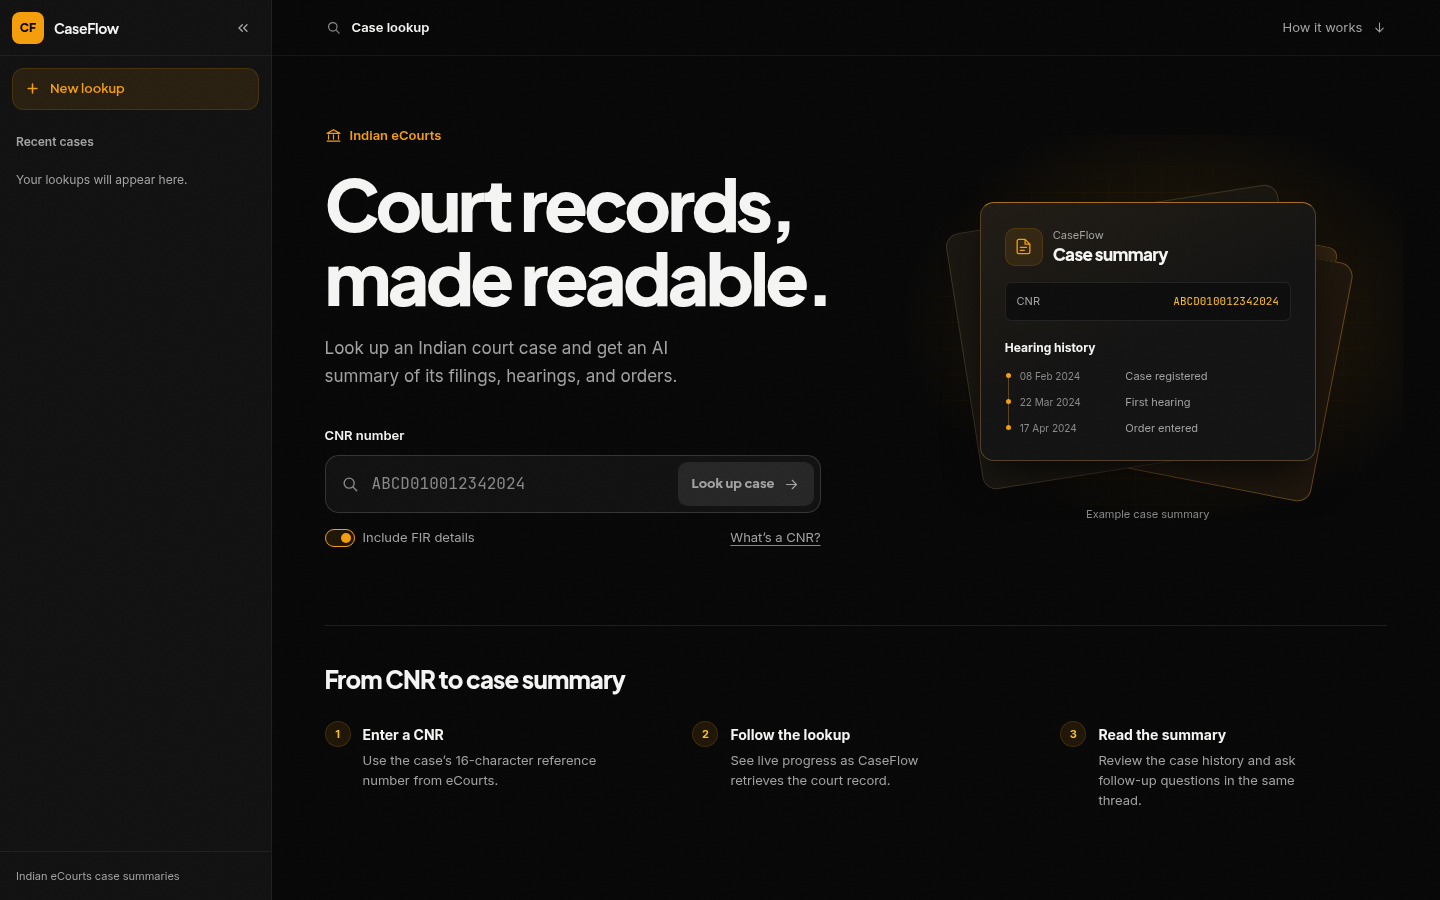 CF CaseFlow
New lookup
Recent cases
Your lookups will appear here.
Indian eCourts case summaries
Case lookup
How it works
Indian eCourts
Court records,
made readable.
Look up an Indian court case and get an AI
summary of its filings, hearings, and orders.
CNR number
ABCD010012342024
Look up case
Include FIR details
What's a CNR?
CaseFlow
Case summary
CNR ABCD010012342024
Hearing history
08 Feb 2024 Case registered
22 Mar 2024 First hearing
17 Apr 2024 Order entered
Example case summary
From CNR to case summary
1 Enter a CNR
Use the case's 16-character reference
number from eCourts.
2 Follow the lookup
See live progress as CaseFlow
retrieves the court record.
3 Read the summary
Review the case history and ask
follow-up questions in the same
thread.